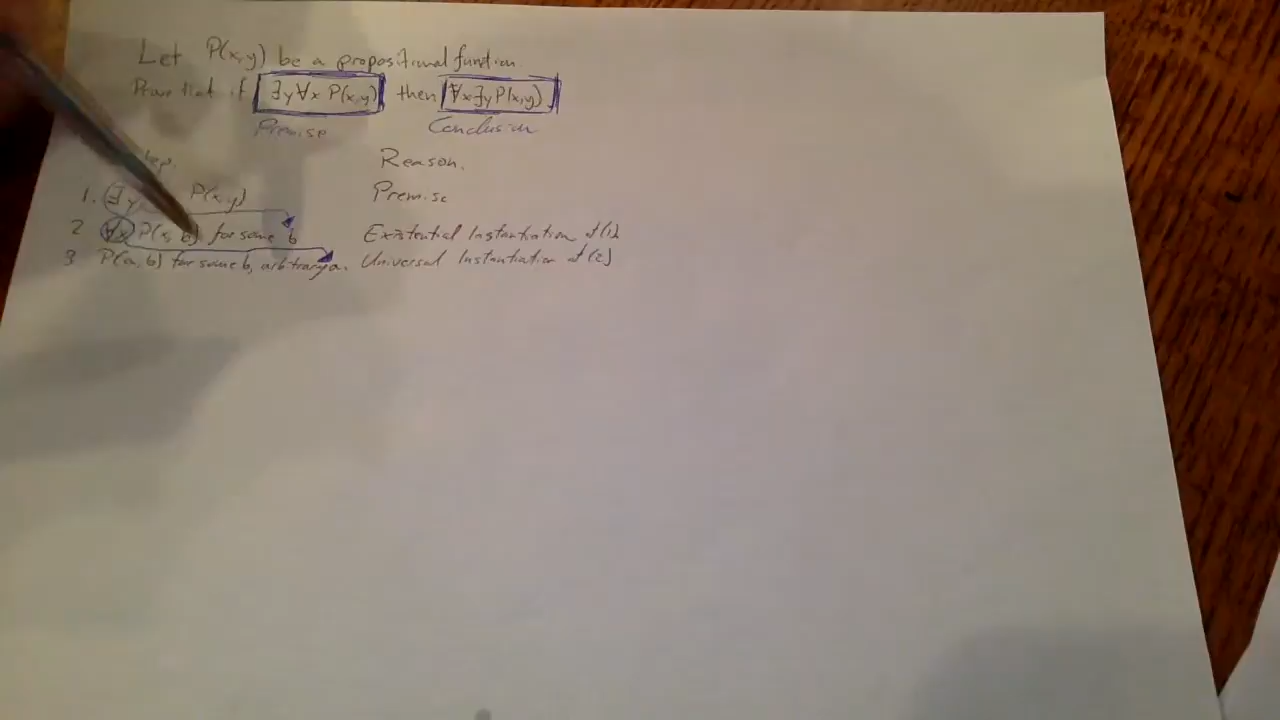 Let P(x,y) be a propositional function.
Prove that if ∃y∀x P(x,y) then ∀x∃y P(x,y)
Premise Conclusion
Reason.
1. ∃y P(x,y) Premise
2 ∀x P(x, b) for some b Existential Instantiation of (1)
3 P(a, b) for some b, arbitrary a. Universal Instantiation of (2)